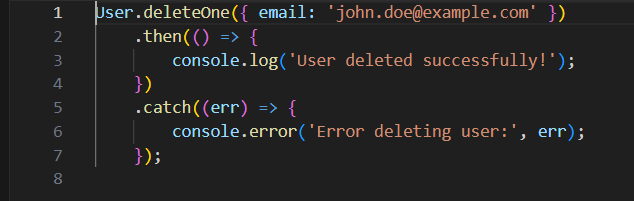 1 User.deleteOne({ email: 'john.doe@example.com' })
2     .then(() => {
3         console.log('User deleted successfully!');
4     })
5     .catch((err) => {
6         console.error('Error deleting user:', err);
7     });
8